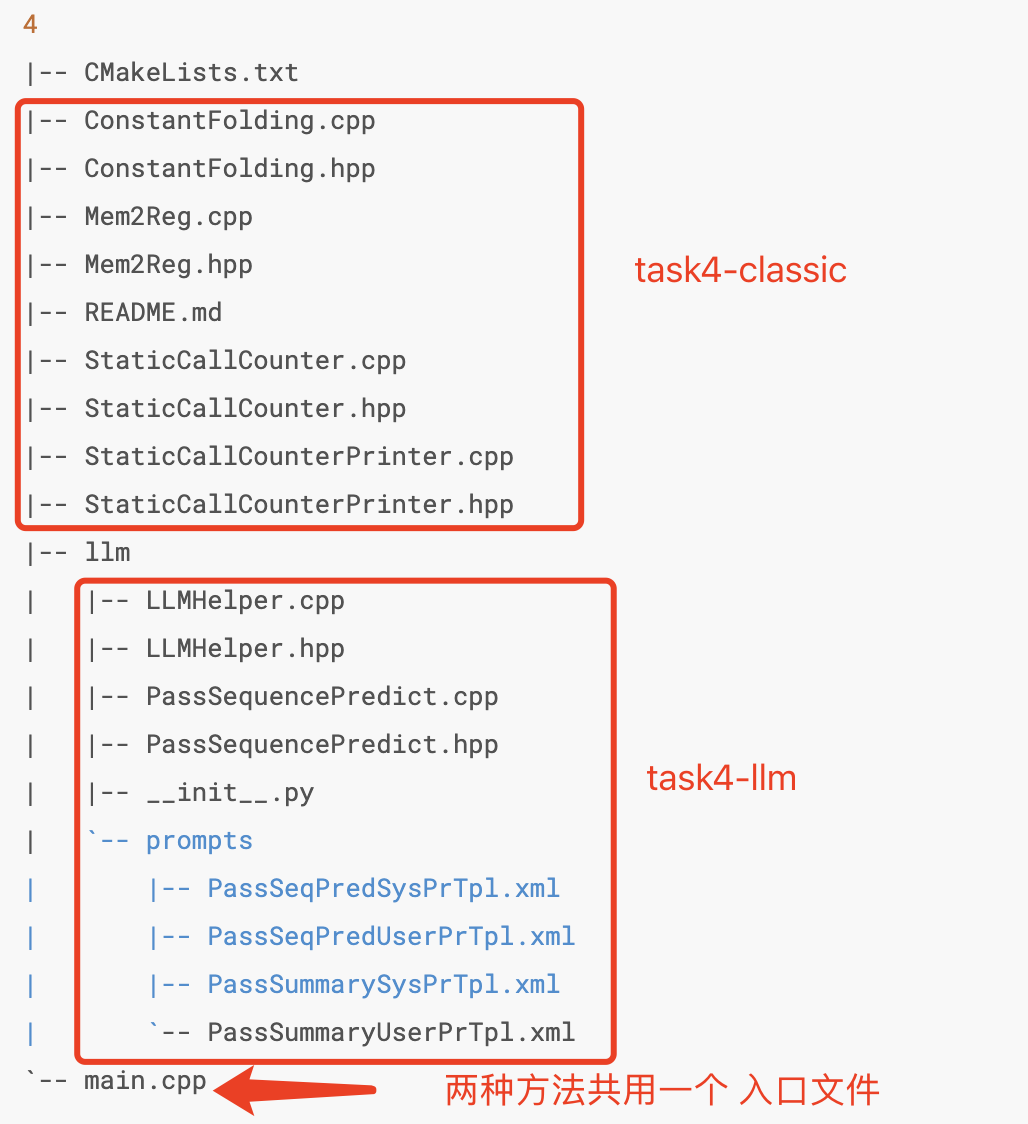 4
|-- CMakeLists.txt
|-- ConstantFolding.cpp
|-- ConstantFolding.hpp
|-- Mem2Reg.cpp
|-- Mem2Reg.hpp
task4-classic
|-- README.md
|-- StaticCallCounter.cpp
|-- StaticCallCounter.hpp
|-- StaticCallCounterPrinter.cpp
|-- StaticCallCounterPrinter.hpp
|-- llm
|   |-- LLMHelper.cpp
|   |-- LLMHelper.hpp
|   |-- PassSequencePredict.cpp
|   |-- PassSequencePredict.hpp
task4-llm
|   |-- __init__.py
|   `-- prompts
|       |-- PassSeqPredSysPrTpl.xml
|       |-- PassSeqPredUserPrTpl.xml
|       |-- PassSummarySysPrTpl.xml
|       `-- PassSummaryUserPrTpl.xml
`-- main.cpp
两种方法共用一个 入口文件